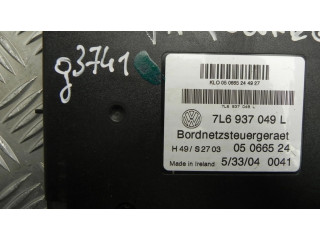 g3741
KLO 05 0665 24 49 27
7L6 937 049 L
7L6 937 049 L
Bordnetzsteuergeraet
H 49/ S 27 03 05 0665 24
Made in Ireland 5/33/04 0041